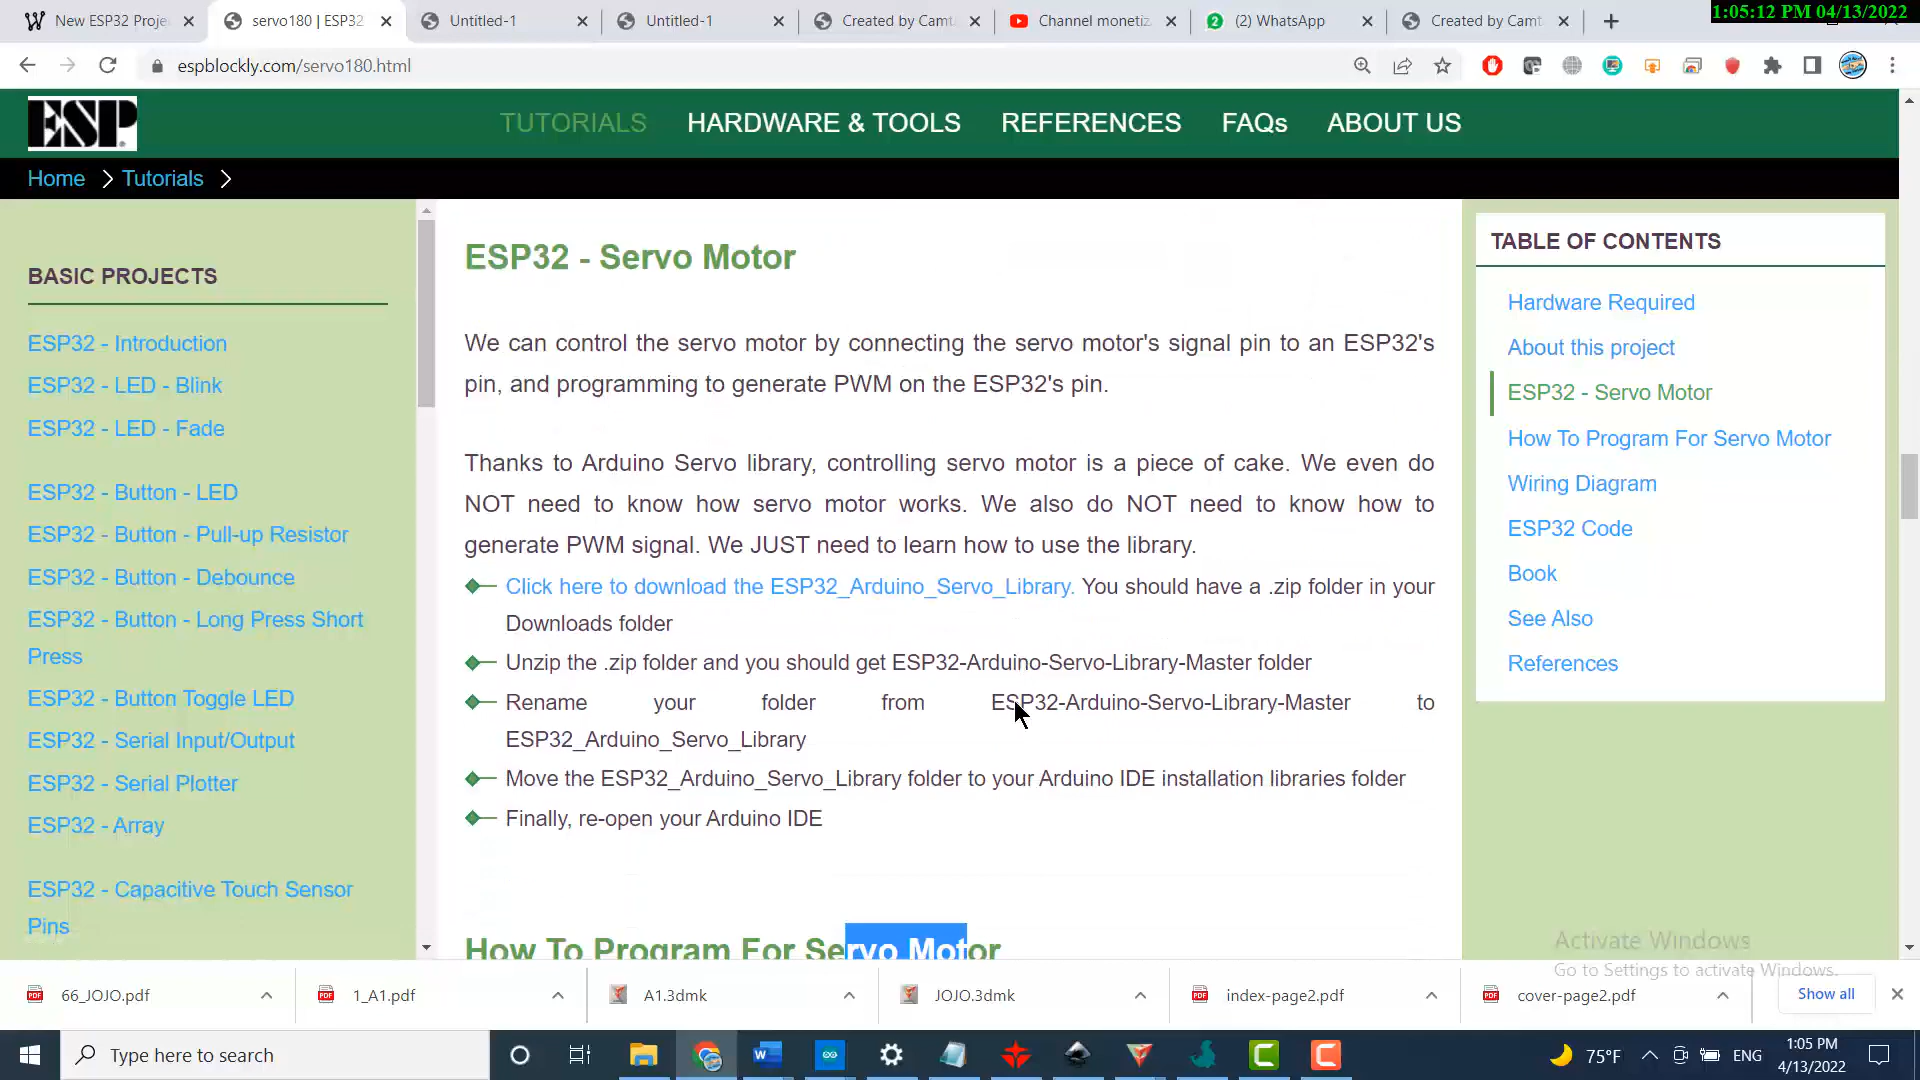 1:05:12 PM 04/13/2022
New ESP32 Proje
servo180 | ESP32
Untitled-1
Untitled-1
Created by Camt
Channel monetiz
(2) WhatsApp
Created by Camt
espblockly.com/servo180.html
ESP
TUTORIALS
HARDWARE & TOOLS
REFERENCES
FAQs
ABOUT US
Home
Tutorials
BASIC PROJECTS
ESP32 - Introduction
ESP32 - LED - Blink
ESP32 - LED - Fade
ESP32 - Button - LED
ESP32 - Button - Pull-up Resistor
ESP32 - Button - Debounce
ESP32 - Button - Long Press Short
Press
ESP32 - Button Toggle LED
ESP32 - Serial Input/Output
ESP32 - Serial Plotter
ESP32 - Array
ESP32 - Capacitive Touch Sensor
Pins
ESP32 - Servo Motor
We can control the servo motor by connecting the servo motor's signal pin to an ESP32's
pin, and programming to generate PWM on the ESP32's pin.
Thanks to Arduino Servo library, controlling servo motor is a piece of cake. We even do
NOT need to know how servo motor works. We also do NOT need to know how to
generate PWM signal. We JUST need to learn how to use the library.
Click here to download the ESP32_Arduino_Servo_Library. You should have a .zip folder in your
Downloads folder
Unzip the .zip folder and you should get ESP32-Arduino-Servo-Library-Master folder
Rename your folder from ESP32-Arduino-Servo-Library-Master to
ESP32_Arduino_Servo_Library
Move the ESP32_Arduino_Servo_Library folder to your Arduino IDE installation libraries folder
Finally, re-open your Arduino IDE
How To Program For Servo Motor
TABLE OF CONTENTS
Hardware Required
About this project
ESP32 - Servo Motor
How To Program For Servo Motor
Wiring Diagram
ESP32 Code
Book
See Also
References
Activate Windows
Go to Settings to activate Windows.
66_JOJO.pdf
1_A1.pdf
A1.3dmk
JOJO.3dmk
index-page2.pdf
cover-page2.pdf
Show all
Type here to search
75°F
ENG
1:05 PM
4/13/2022